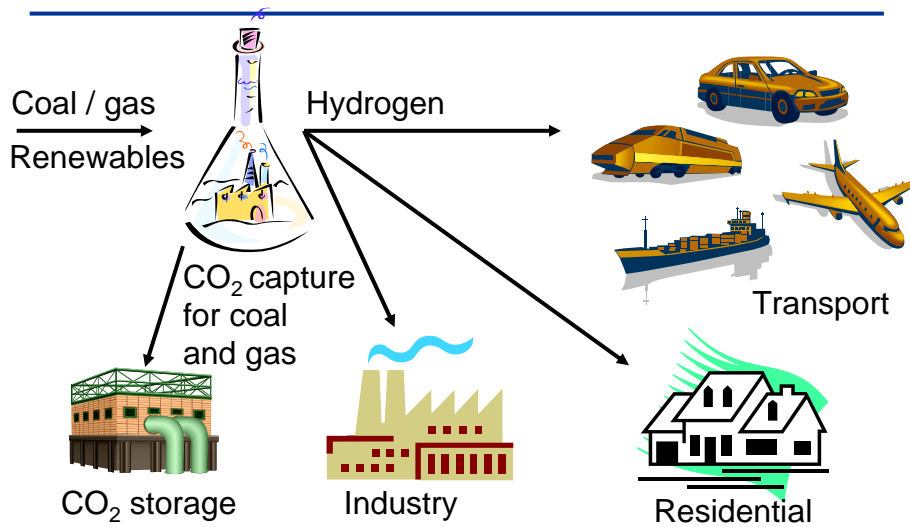 Coal / gas
Renewables
Hydrogen
CO₂ capture
for coal
and gas
Transport
CO₂ storage
Industry
Residential